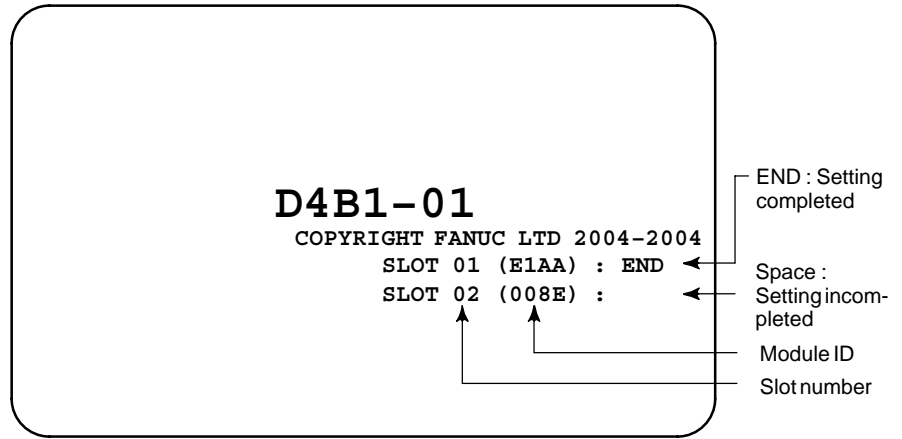 D4B1–01
COPYRIGHT FANUC LTD 2004–2004
SLOT 01 (E1AA) : END
SLOT 02 (008E) :
END : Setting
completed
Space :
Setting incom-
pleted
Module ID
Slot number